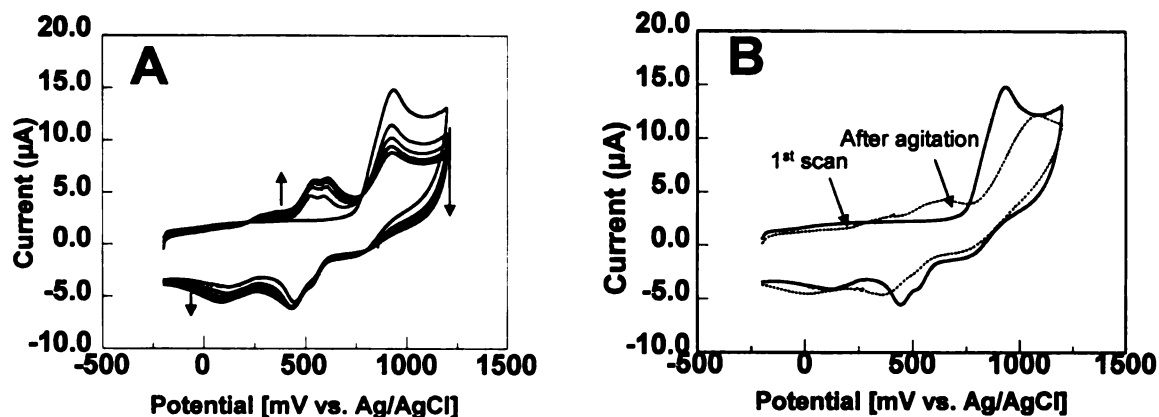 A
20.0
15.0
10.0
5.0
0.0
-5.0
-10.0
Current (µA)
-500 0 500 1000 1500
Potential [mV vs. Ag/AgCl]
B
20.0
15.0
10.0
5.0
0.0
-5.0
-10.0
Current (µA)
After agitation
1st scan
-500 0 500 1000 1500
Potential [mV vs. Ag/AgCl]